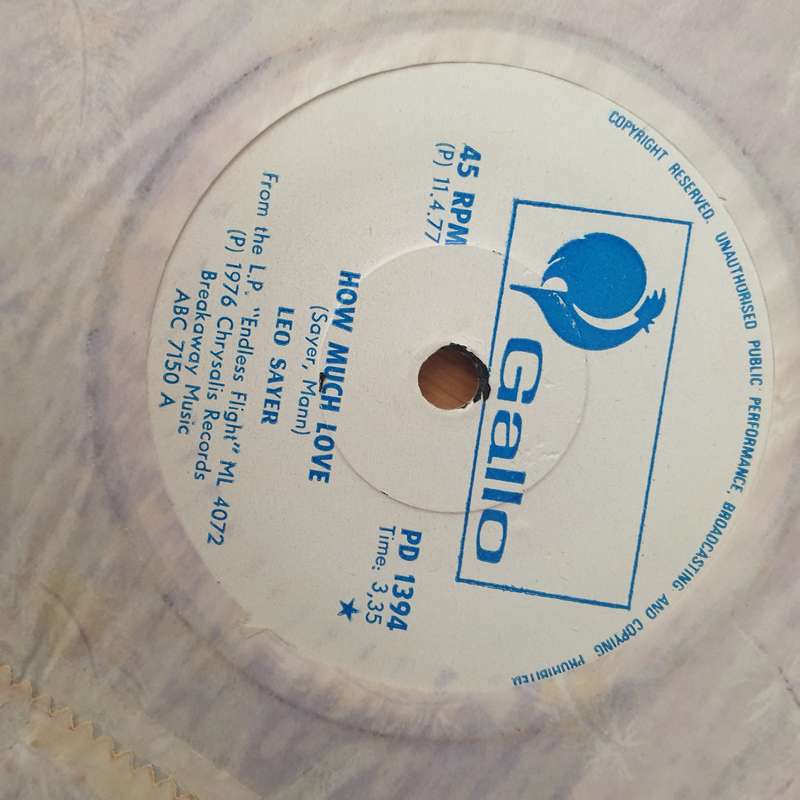 COPYRIGHT RESERVED. UNAUTHORISED PUBLIC PERFORMANCE, BROADCASTING AND COPYING PROHIBITED.
Gallo
45 RPM
(P) 11.4.77
PD 1394
Time: 3,35
HOW MUCH LOVE
(Sayer, Mann)
LEO SAYER
From the L.P. "Endless Flight" ML 4072
(P) 1976 Chrysalis Records
Breakaway Music
ABC 7150 A